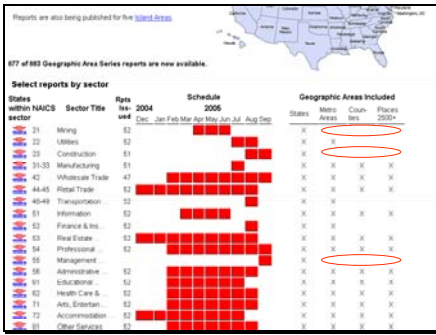 Reports are also being published for five Island Areas.
677 of 883 Geographic Area Series reports are now available.
Select reports by sector
States within NAICS sector Sector Title Rpts Iss- ued Schedule Geographic Areas Included
2004 2005
Dec Jan Feb Mar Apr May Jun Jul Aug Sep States Metro Areas Coun- ties Places 2500+
21 Mining 52 X
22 Utilities 52 X X
23 Construction 51 X
31-33 Manufacturing 51 X X X X
42 Wholesale Trade 47 X X X X
44-45 Retail Trade 52 X X X X
48-49 Transportation ... 52 X X
51 Information 52 X X X X
52 Finance & Ins... 52 X X
53 Real Estate ... 52 X X X X
54 Professional ... 52 X X X X
55 Management ... X
56 Administrative ... 52 X X X X
61 Educational ... 52 X X X X
62 Health Care & ... 52 X X X X
71 Arts, Entertain... 52 X X X X
72 Accommodation ... 52 X X X X
81 Other Services 52 X X X X